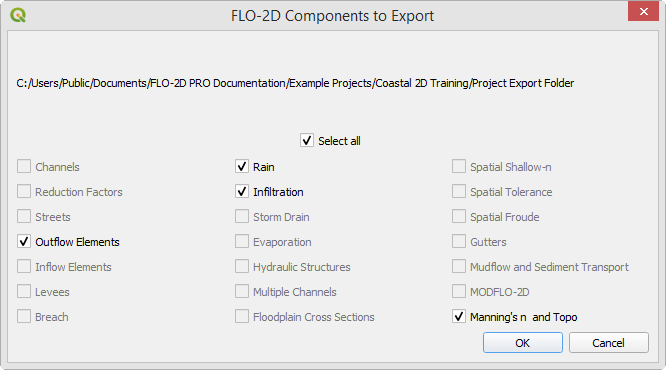 FLO-2D Components to Export
C:/Users/Public/Documents/FLO-2D PRO Documentation/Example Projects/Coastal 2D Training/Project Export Folder
Select all
Channels Rain Spatial Shallow-n
Reduction Factors Infiltration Spatial Tolerance
Streets Storm Drain Spatial Froude
Outflow Elements Evaporation Gutters
Inflow Elements Hydraulic Structures Mudflow and Sediment Transport
Levees Multiple Channels MODFLO-2D
Breach Floodplain Cross Sections Manning's n and Topo
OK Cancel